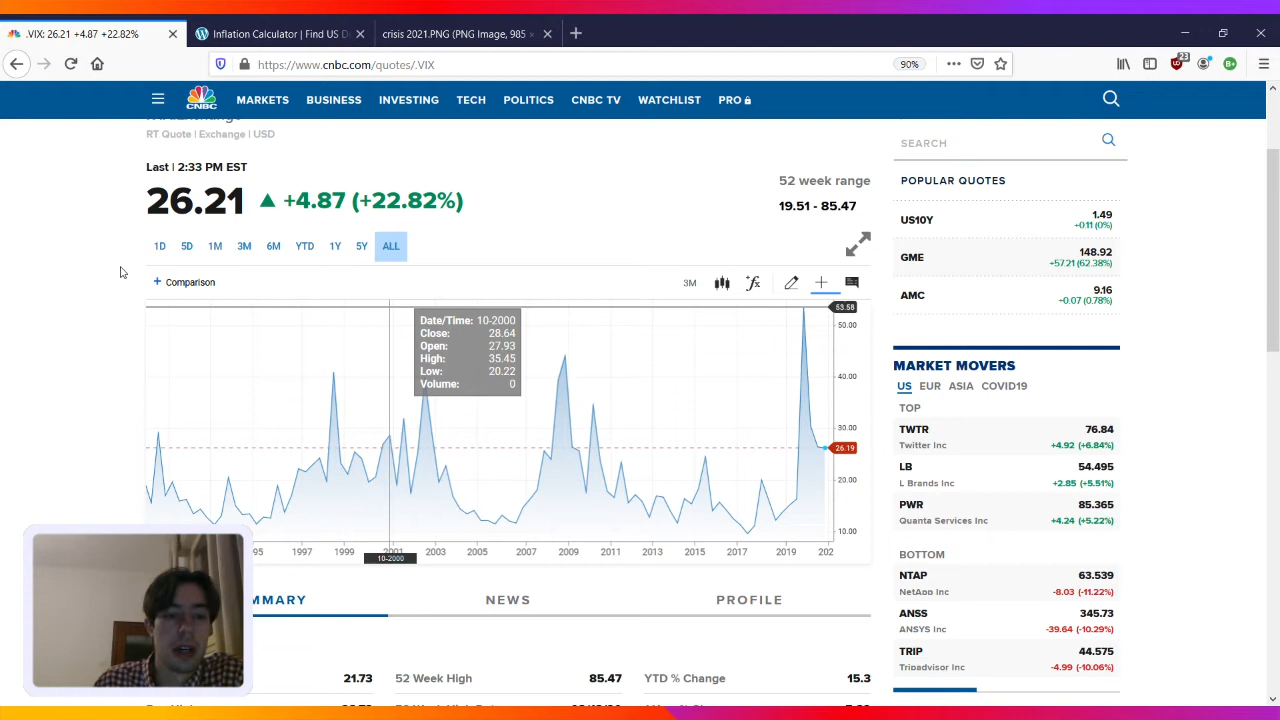 .VIX: 26.21 +4.87 +22.82%
Inflation Calculator | Find US D
crisis 2021.PNG (PNG Image, 985 ×
https://www.cnbc.com/quotes/.VIX
90%
23
CNBC
MARKETS BUSINESS INVESTING TECH POLITICS CNBC TV WATCHLIST PRO
RT Quote | Exchange | USD
Last | 2:33 PM EST
26.21 +4.87 (+22.82%)
52 week range
19.51 - 85.47
1D 5D 1M 3M 6M YTD 1Y 5Y ALL
+ Comparison
3M
Date/Time: 10-2000
Close: 28.64
Open: 27.93
High: 35.45
Low: 20.22
Volume: 0
53.58
50.00
40.00
30.00
26.19
20.00
10.00
95 1997 1999 2001 2003 2005 2007 2009 2011 2013 2015 2017 2019 202
10-2000
MMARY NEWS PROFILE
21.73
52 Week High 85.47
YTD % Change 15.3
SEARCH
POPULAR QUOTES
US10Y 1.49
+0.11 (0%)
GME 148.92
+57.21 (62.38%)
AMC 9.16
+0.07 (0.78%)
MARKET MOVERS
US EUR ASIA COVID19
TOP
TWTR 76.84
Twitter Inc +4.92 (+6.84%)
LB 54.495
L Brands Inc +2.85 (+5.51%)
PWR 85.365
Quanta Services Inc +4.24 (+5.22%)
BOTTOM
NTAP 63.539
NetApp Inc -8.03 (-11.22%)
ANSS 345.73
ANSYS Inc -39.64 (-10.29%)
TRIP 44.575
Tripadvisor Inc -4.99 (-10.06%)